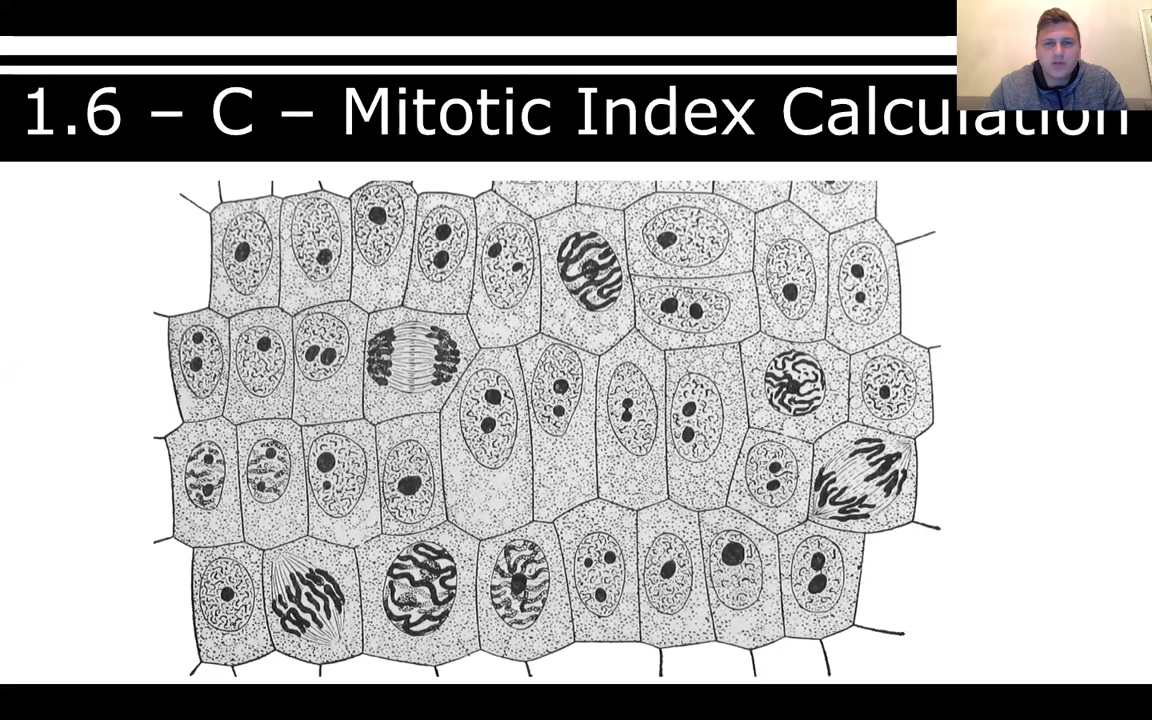 1.6 – C – Mitotic Index Calculation